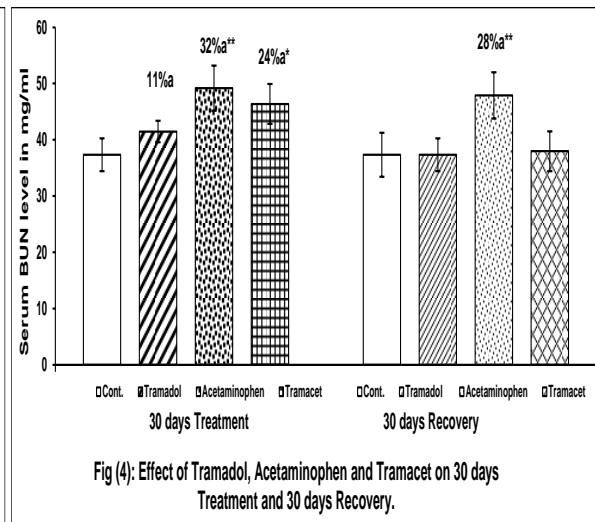 Serum BUN level in mg/ml
60
50
40
30
20
10
0
11%a
32%a**
24%a*
28%a**
Cont. Tramadol Acetaminophen Tramacet Cont. Tramadol Acetaminophen Tramacet
30 days Treatment 30 days Recovery
Fig (4): Effect of Tramadol, Acetaminophen and Tramacet on 30 days
Treatment and 30 days Recovery.